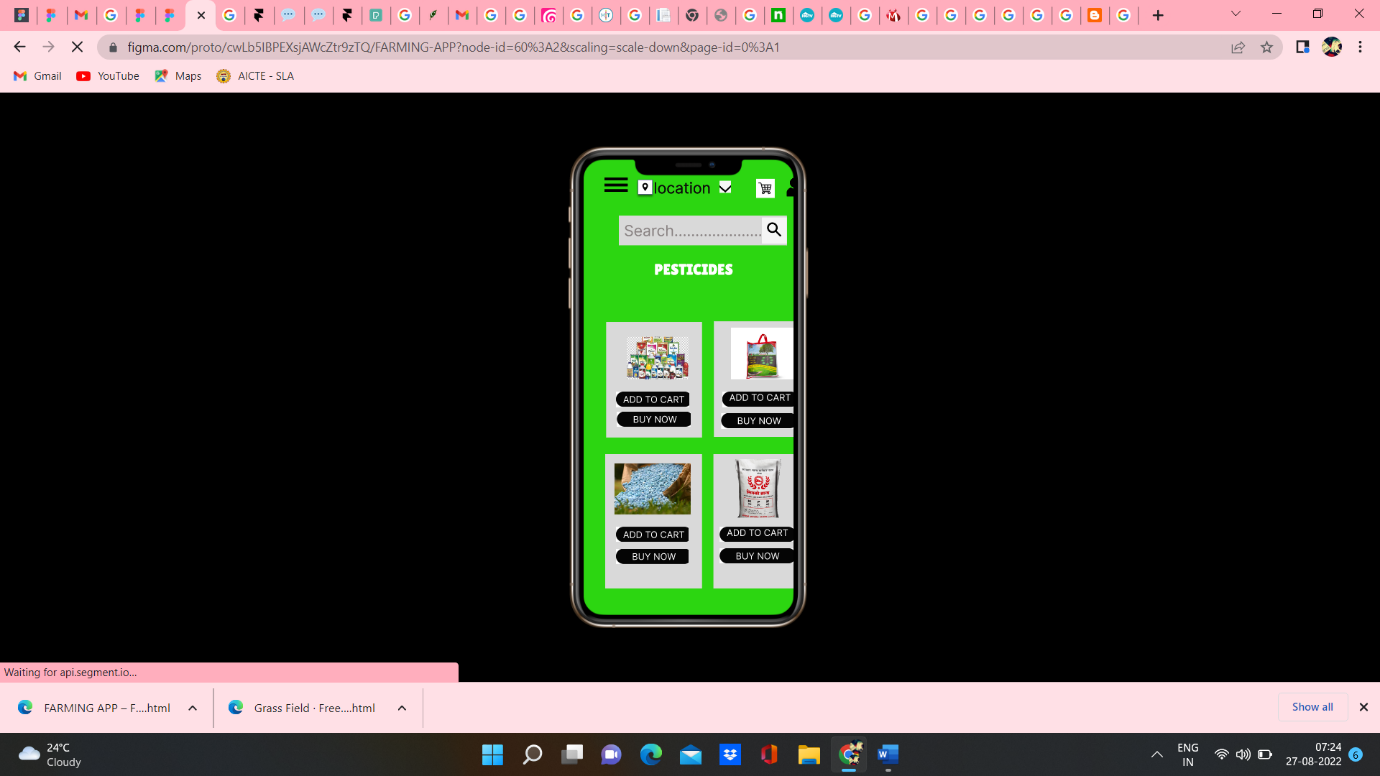 figma.com/proto/cwLb5IBPEXsjAWcZtr9zTQ/FARMING-APP?node-id=60%3A2&scaling=scale-down&page-id=0%3A1
Gmail YouTube Maps AICTE - SLA
location
Search.....................
PESTICIDES
ADD TO CART ADD TO CART
BUY NOW BUY NOW
ADD TO CART ADD TO CART
BUY NOW BUY NOW
Waiting for api.segment.io...
FARMING APP – F....html Grass Field · Free....html Show all
24°C
Cloudy
ENG
IN
07:24
27-08-2022
6